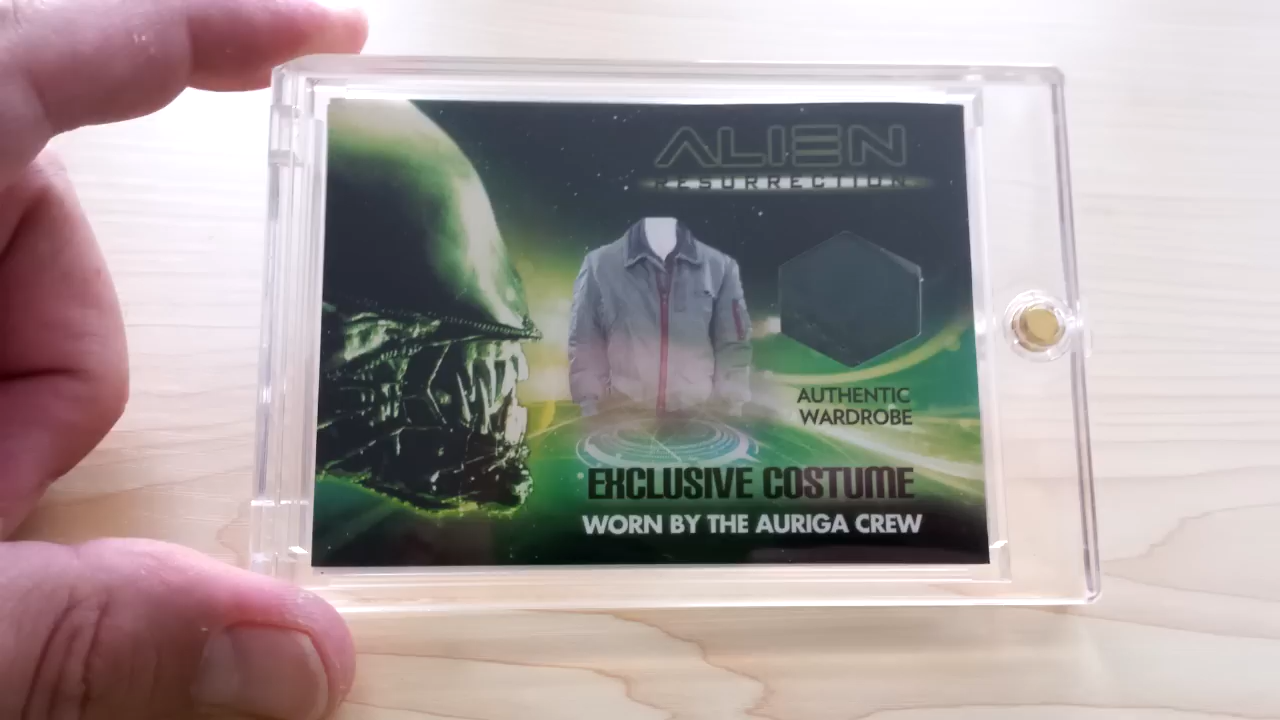 ALIEN
RESURRECTION
AUTHENTIC
WARDROBE
EXCLUSIVE COSTUME
WORN BY THE AURIGA CREW